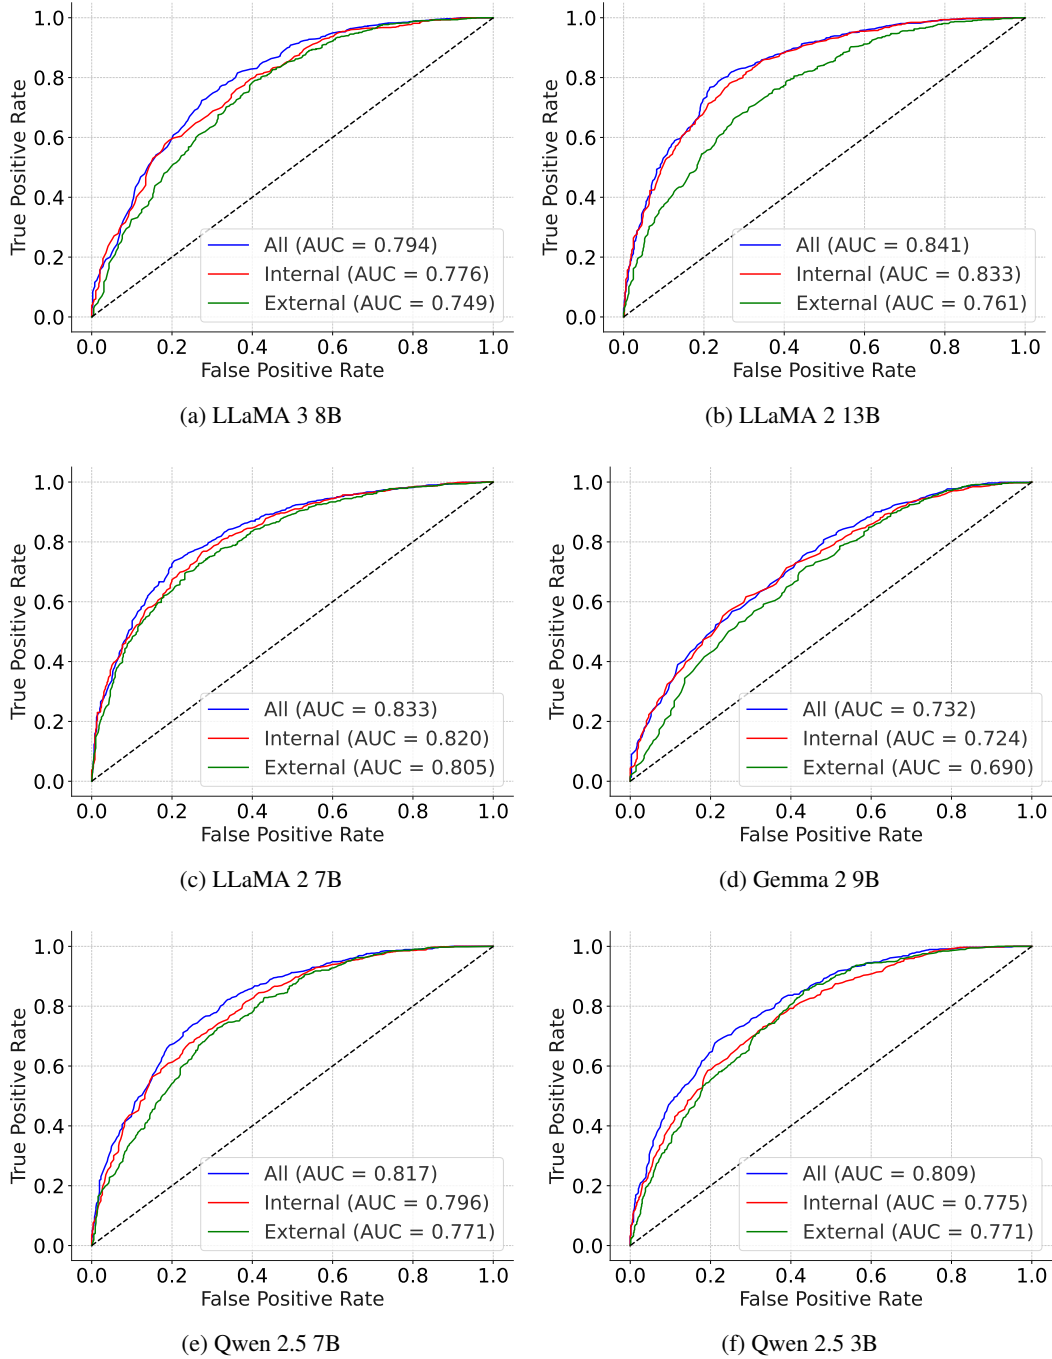 True Positive Rate
1.0
0.8
0.6
0.4
0.2
0.0
All (AUC = 0.794)
Internal (AUC = 0.776)
External (AUC = 0.749)
0.0 0.2 0.4 0.6 0.8 1.0
False Positive Rate
(a) LLaMA 3 8B
True Positive Rate
1.0
0.8
0.6
0.4
0.2
0.0
All (AUC = 0.841)
Internal (AUC = 0.833)
External (AUC = 0.761)
0.0 0.2 0.4 0.6 0.8 1.0
False Positive Rate
(b) LLaMA 2 13B
True Positive Rate
1.0
0.8
0.6
0.4
0.2
0.0
All (AUC = 0.833)
Internal (AUC = 0.820)
External (AUC = 0.805)
0.0 0.2 0.4 0.6 0.8 1.0
False Positive Rate
(c) LLaMA 2 7B
True Positive Rate
1.0
0.8
0.6
0.4
0.2
0.0
All (AUC = 0.732)
Internal (AUC = 0.724)
External (AUC = 0.690)
0.0 0.2 0.4 0.6 0.8 1.0
False Positive Rate
(d) Gemma 2 9B
True Positive Rate
1.0
0.8
0.6
0.4
0.2
0.0
All (AUC = 0.817)
Internal (AUC = 0.796)
External (AUC = 0.771)
0.0 0.2 0.4 0.6 0.8 1.0
False Positive Rate
(e) Qwen 2.5 7B
True Positive Rate
1.0
0.8
0.6
0.4
0.2
0.0
All (AUC = 0.809)
Internal (AUC = 0.775)
External (AUC = 0.771)
0.0 0.2 0.4 0.6 0.8 1.0
False Positive Rate
(f) Qwen 2.5 3B